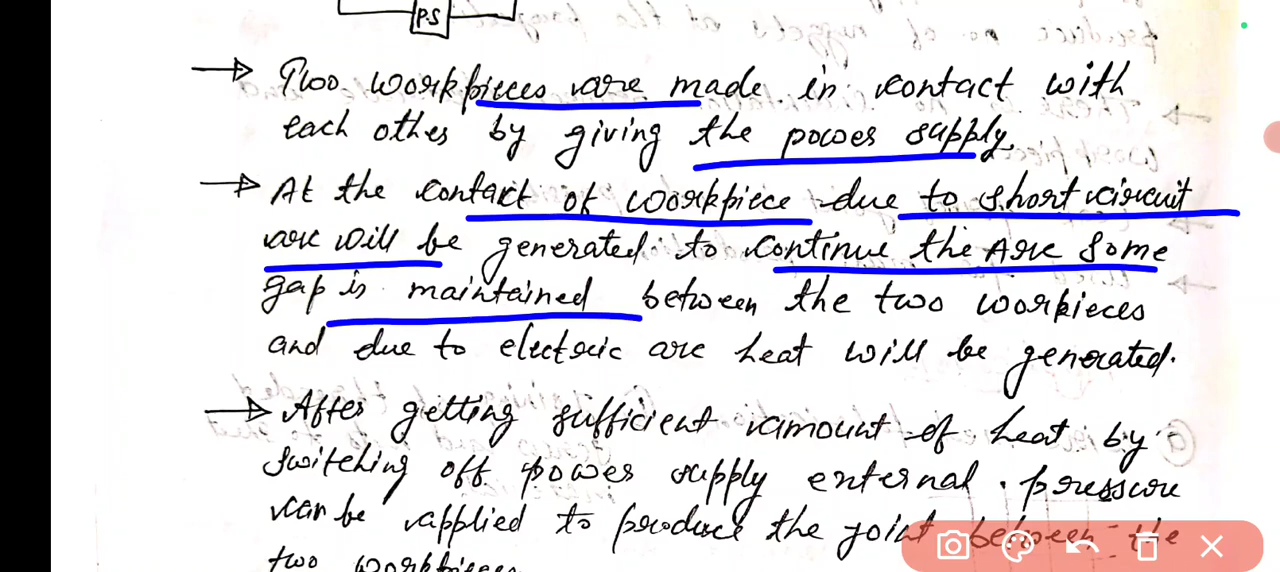 P.S
→ Two workpieces are made in contact with
each other by giving the power supply.
→ At the contact of workpiece due to short circuit
arc will be generated to continue the Arc some
gap is maintained between the two workpieces
and due to electric arc heat will be generated.
→ After getting sufficient amount of heat by
switching off power supply external pressure
can be applied to produce the joint between the
two workpieces